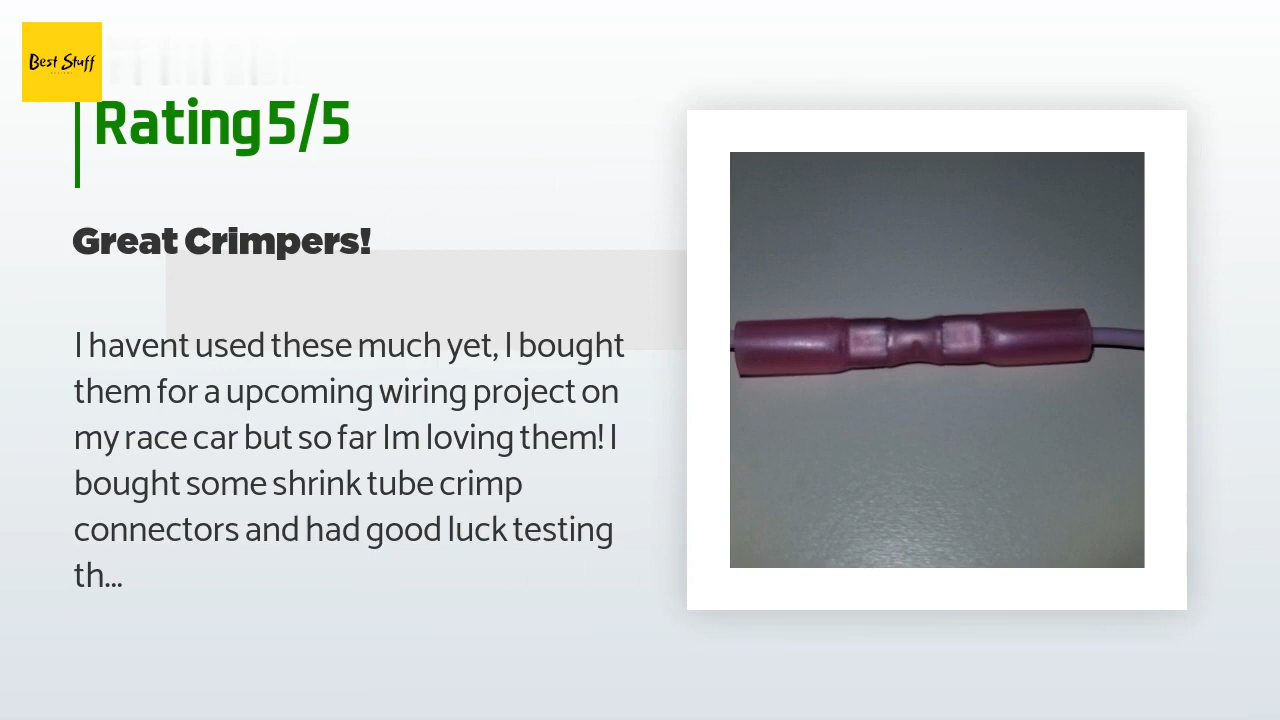 Best Stuff
Rating 5/5
Great Crimpers!
I havent used these much yet, I bought
them for a upcoming wiring project on
my race car but so far Im loving them! I
bought some shrink tube crimp
connectors and had good luck testing
th...